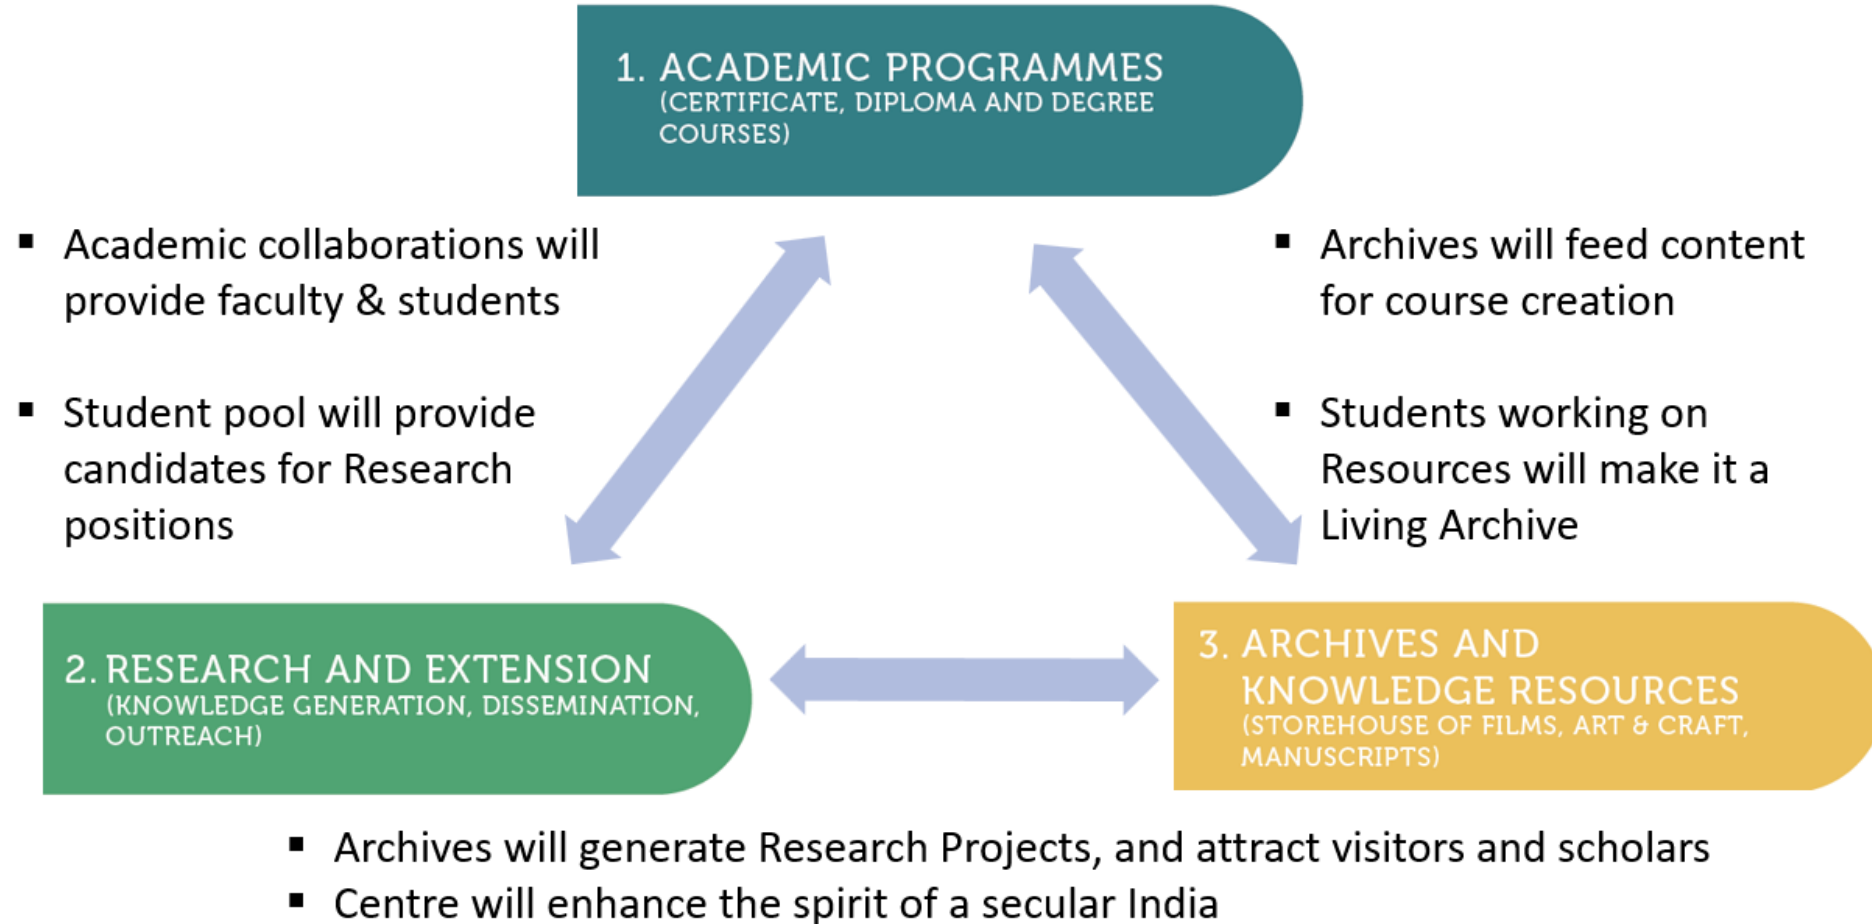 1. ACADEMIC PROGRAMMES
(CERTIFICATE, DIPLOMA AND DEGREE
COURSES)
▪ Academic collaborations will
provide faculty & students
▪ Student pool will provide
candidates for Research
positions
▪ Archives will feed content
for course creation
▪ Students working on
Resources will make it a
Living Archive
2. RESEARCH AND EXTENSION
(KNOWLEDGE GENERATION, DISSEMINATION,
OUTREACH)
3. ARCHIVES AND
KNOWLEDGE RESOURCES
(STOREHOUSE OF FILMS, ART & CRAFT,
MANUSCRIPTS)
▪ Archives will generate Research Projects, and attract visitors and scholars
▪ Centre will enhance the spirit of a secular India